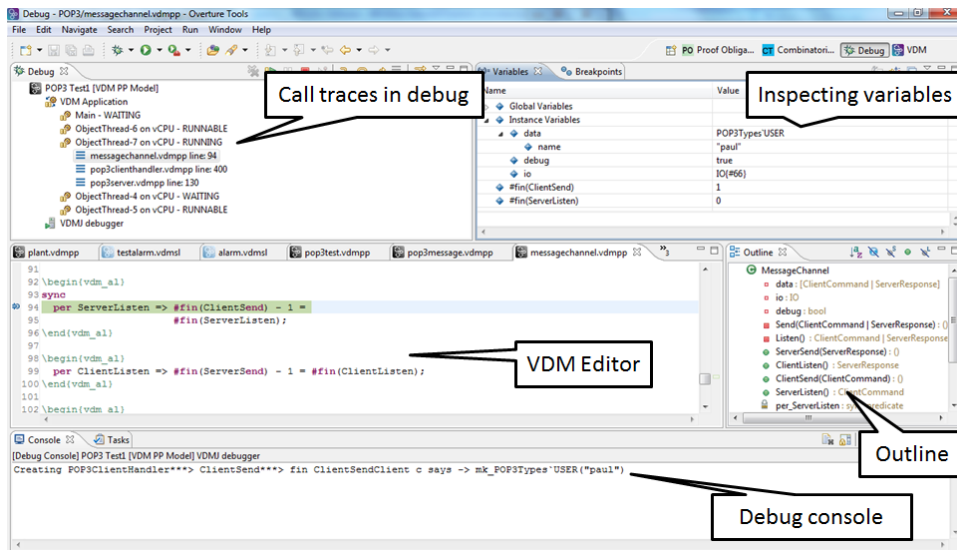 Debug - POP3/messagechannel.vdmpp - Overture Tools
File Edit Navigate Search Project Run Window Help
PO Proof Obliga... CT Combinatori... Debug VDM
Debug
POP3 Test1 [VDM PP Model]
VDM Application
Main - WAITING
ObjectThread-6 on vCPU - RUNNABLE
ObjectThread-7 on vCPU - RUNNING
messagechannel.vdmpp line: 94
pop3clienthandler.vdmpp line: 400
pop3server.vdmpp line: 130
ObjectThread-4 on vCPU - WAITING
ObjectThread-5 on vCPU - RUNNABLE
VDMJ debugger
Call traces in debug
Variables Breakpoints
Name Value
Global Variables
Instance Variables
data POP3Types`USER
name "paul"
debug true
io IO{#66}
#fin(ClientSend) 1
#fin(ServerListen) 0
Inspecting variables
plant.vdmpp testalarm.vdmsl alarm.vdmsl pop3test.vdmpp pop3message.vdmpp messagechannel.vdmpp »3
91
92 \begin{vdm_al}
93 sync
94 per ServerListen => #fin(ClientSend) - 1 =
95 #fin(ServerListen);
96 \end{vdm_al}
97
98 \begin{vdm_al}
99 per ClientListen => #fin(ServerSend) - 1 = #fin(ClientListen);
100 \end{vdm_al}
101
102 \begin{vdm_al}
VDM Editor
Outline
MessageChannel
data : [ClientCommand | ServerResponse]
io : IO
debug : bool
Send(ClientCommand | ServerResponse) : ()
Listen() : ClientCommand | ServerResponse
ServerSend(ServerResponse) : ()
ClientListen() : ServerResponse
ClientSend(ClientCommand) : ()
ServerListen() : ClientCommand
per_ServerListen : sync predicate
Outline
Console Tasks
[Debug Console] POP3 Test1 [VDM PP Model] VDMJ debugger
Creating POP3ClientHandler***> ClientSend***> fin ClientSendClient c says -> mk_POP3Types`USER("paul")
Debug console